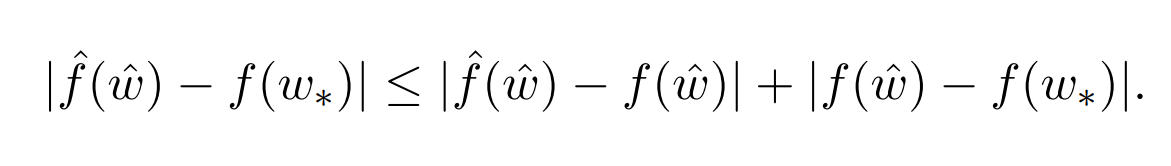 |f̂(ŵ) − f(w∗)| ≤ |f̂(ŵ) − f(ŵ)| + |f(ŵ) − f(w∗)|.